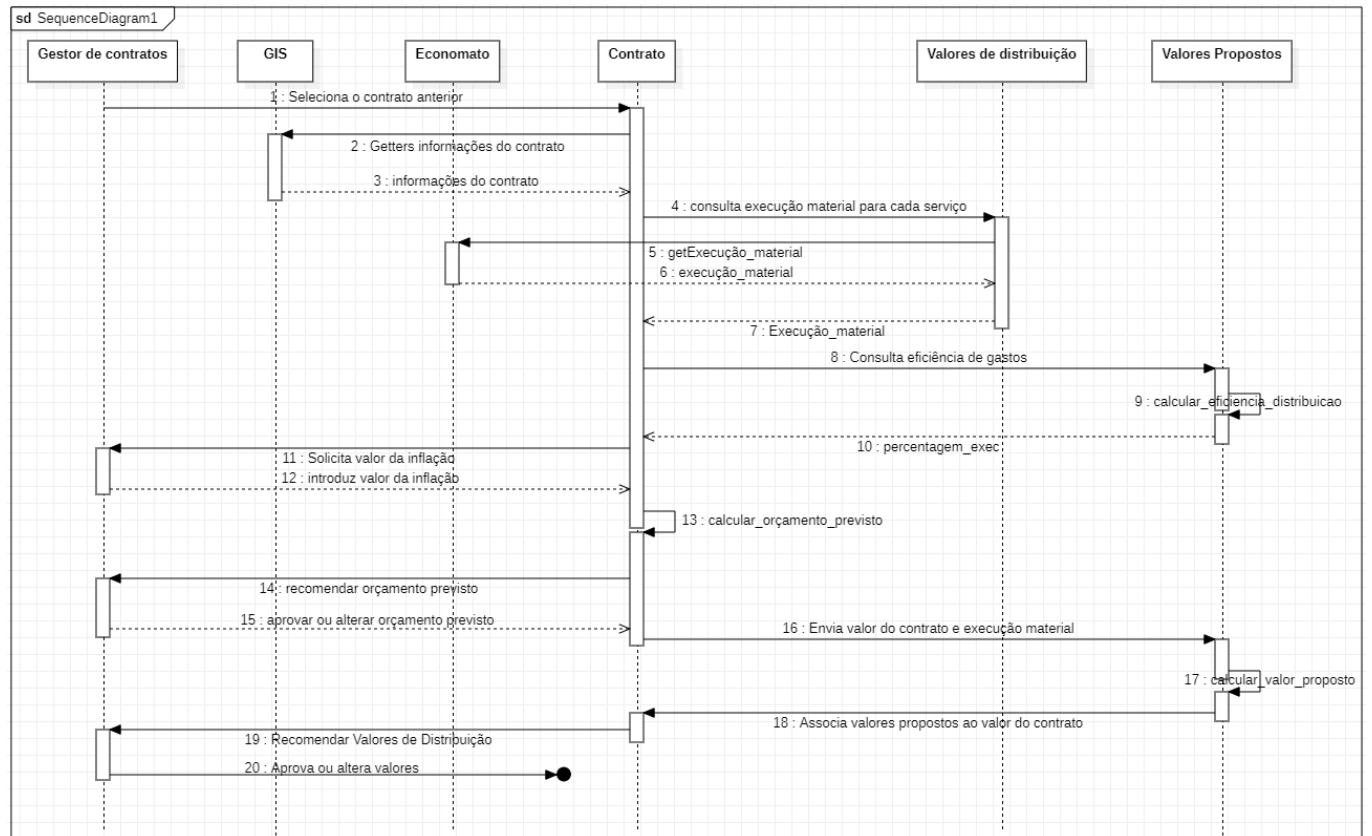 sd SequenceDiagram1
Gestor de contratos
GIS
Economato
Contrato
Valores de distribuição
Valores Propostos
1 : Seleciona o contrato anterior
2 : Getters informações do contrato
3 : informações do contrato
4 : consulta execução material para cada serviço
5 : getExecução_material
6 : execução_material
7 : Execução_material
8 : Consulta eficiência de gastos
9 : calcular_eficiencia_distribuicao
10 : percentagem_exec
11 : Solicita valor da inflação
12 : introduz valor da inflação
13 : calcular_orçamento_previsto
14 : recomendar orçamento previsto
15 : aprovar ou alterar orçamento previsto
16 : Envia valor do contrato e execução material
17 : calcular_valor_proposto
18 : Associa valores propostos ao valor do contrato
19 : Recomendar Valores de Distribuição
20 : Aprova ou altera valores